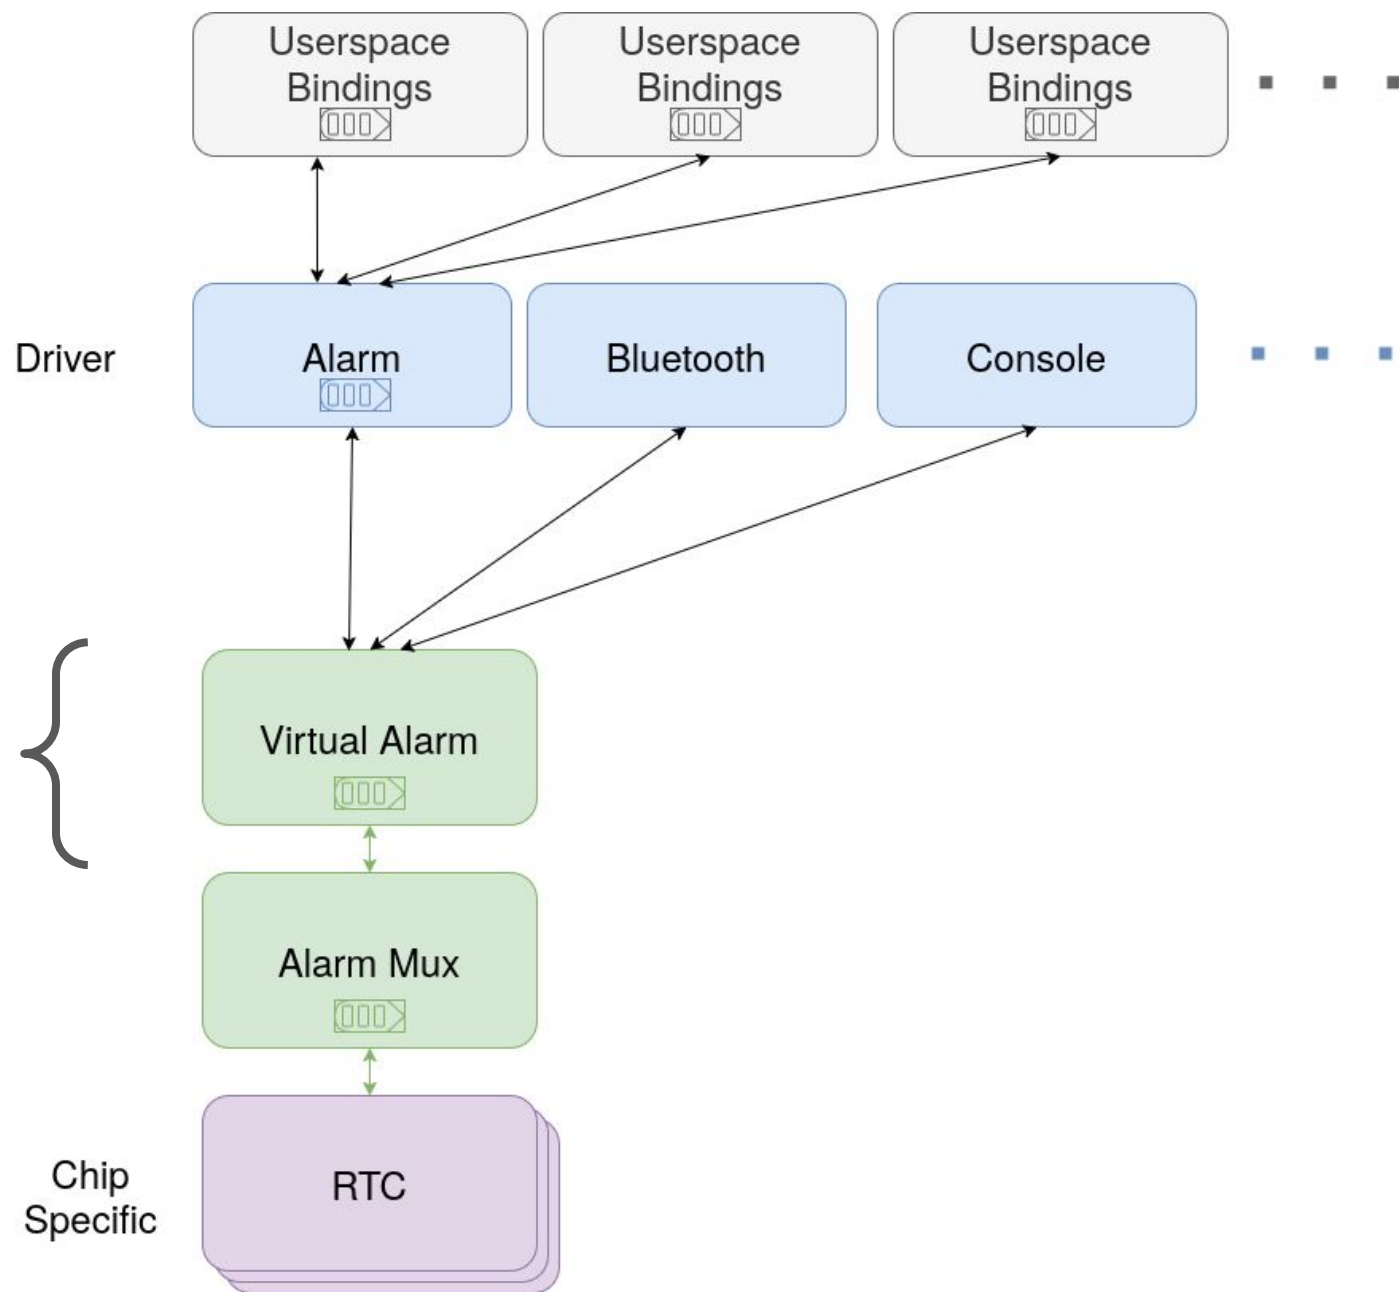 Userspace
Bindings
Userspace
Bindings
Userspace
Bindings
Driver
Alarm
Bluetooth
Console
Virtual Alarm
Alarm Mux
Chip
Specific
RTC